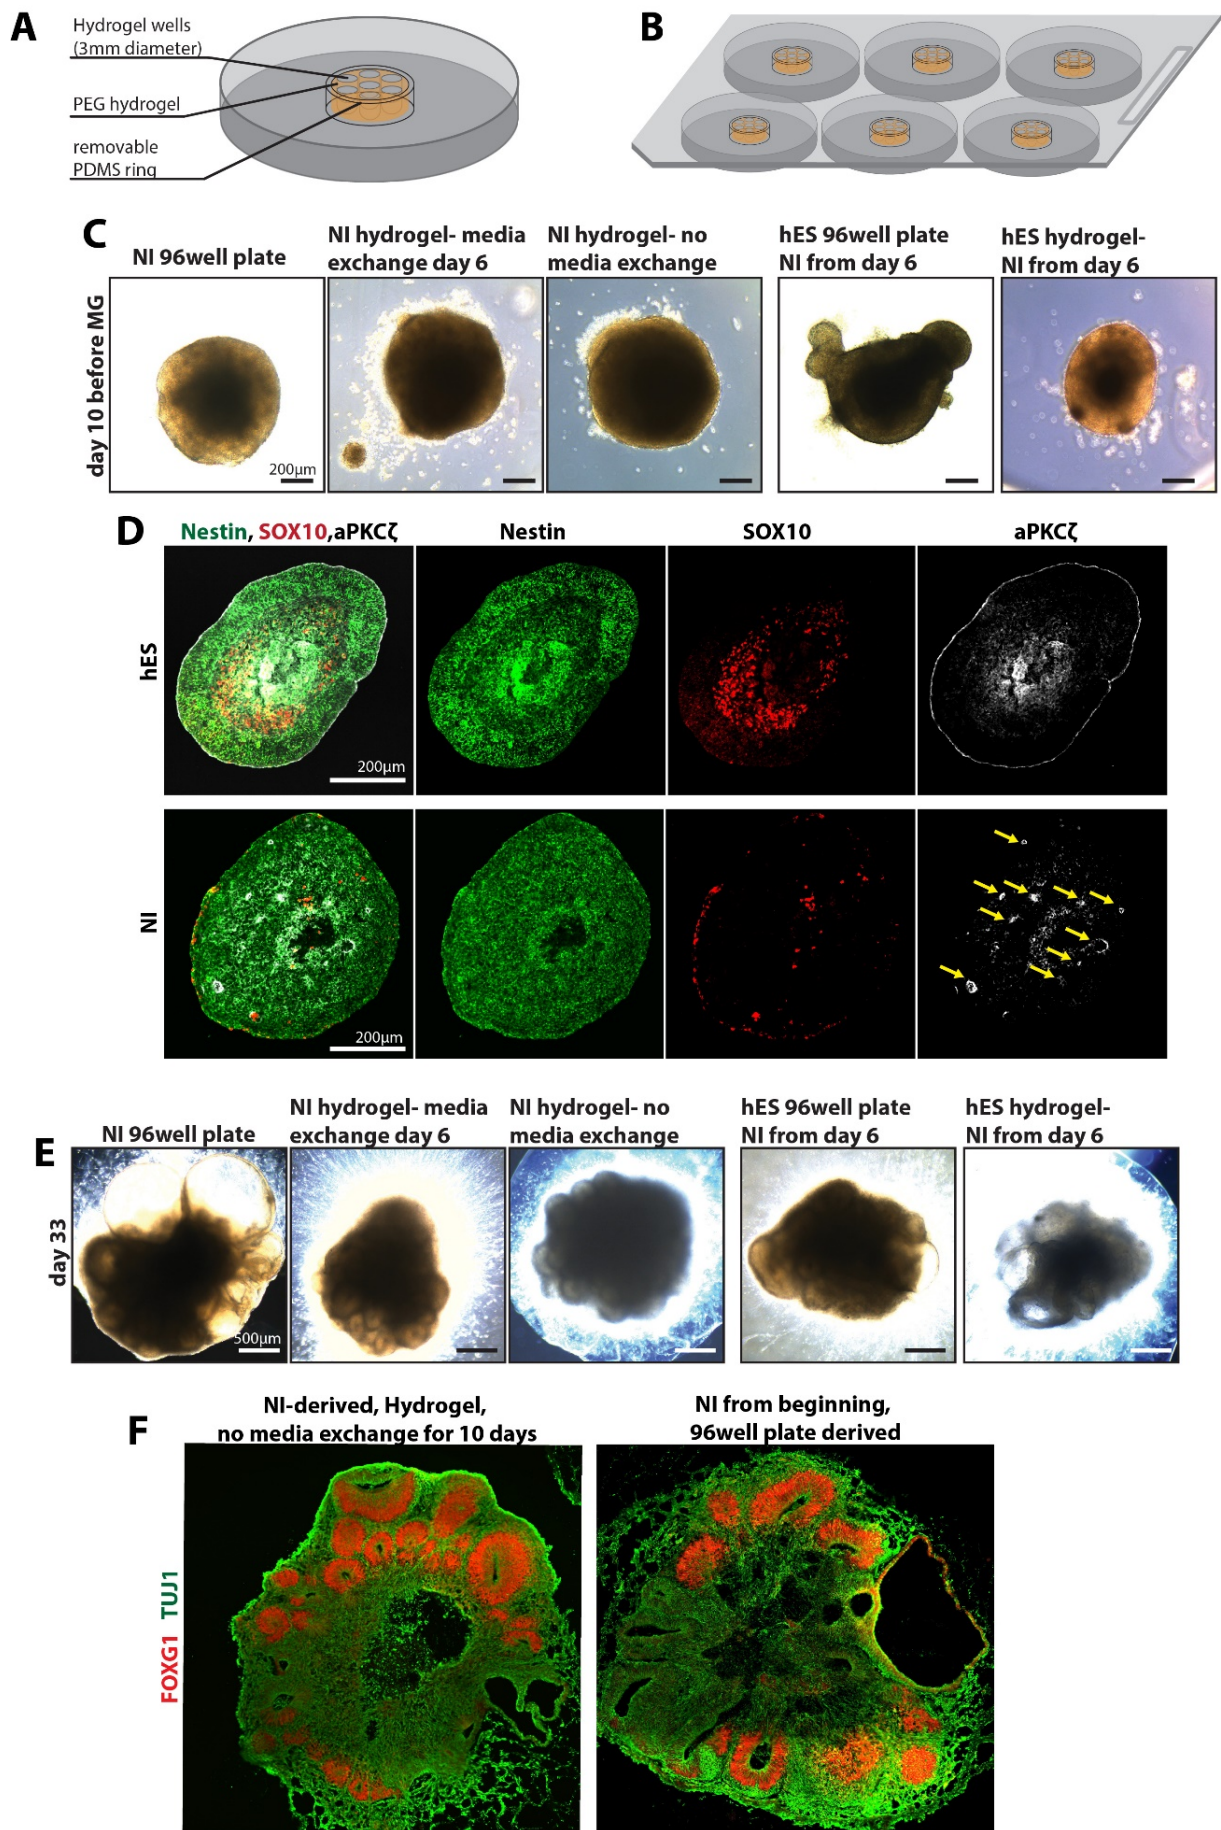 A
Hydrogel wells
(3mm diameter)
PEG hydrogel
removable
PDMS ring
B
C
NI 96well plate
NI hydrogel- media
exchange day 6
NI hydrogel- no
media exchange
hES 96well plate
NI from day 6
hES hydrogel-
NI from day 6
day 10 before MG
200µm
D
Nestin, SOX10,aPKCζ
Nestin
SOX10
aPKCζ
hES
200µm
NI
200µm
E
NI 96well plate
NI hydrogel- media
exchange day 6
NI hydrogel- no
media exchange
hES 96well plate
NI from day 6
hES hydrogel-
NI from day 6
day 33
500µm
F
NI-derived, Hydrogel,
no media exchange for 10 days
NI from beginning,
96well plate derived
FOXG1 TUJ1